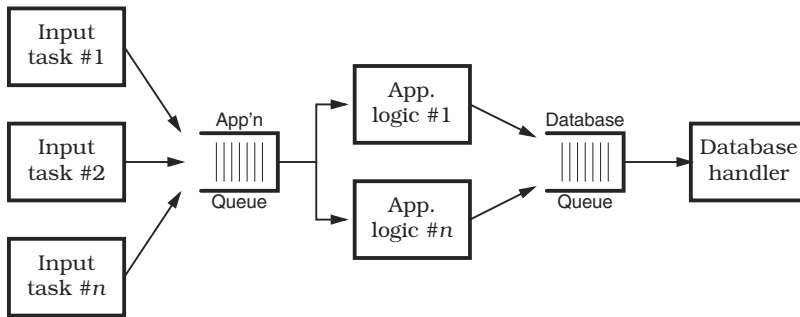 Input
task #1
Input
task #2
Input
task #n
App'n
Queue
App.
logic #1
App.
logic #n
Database
Queue
Database
handler